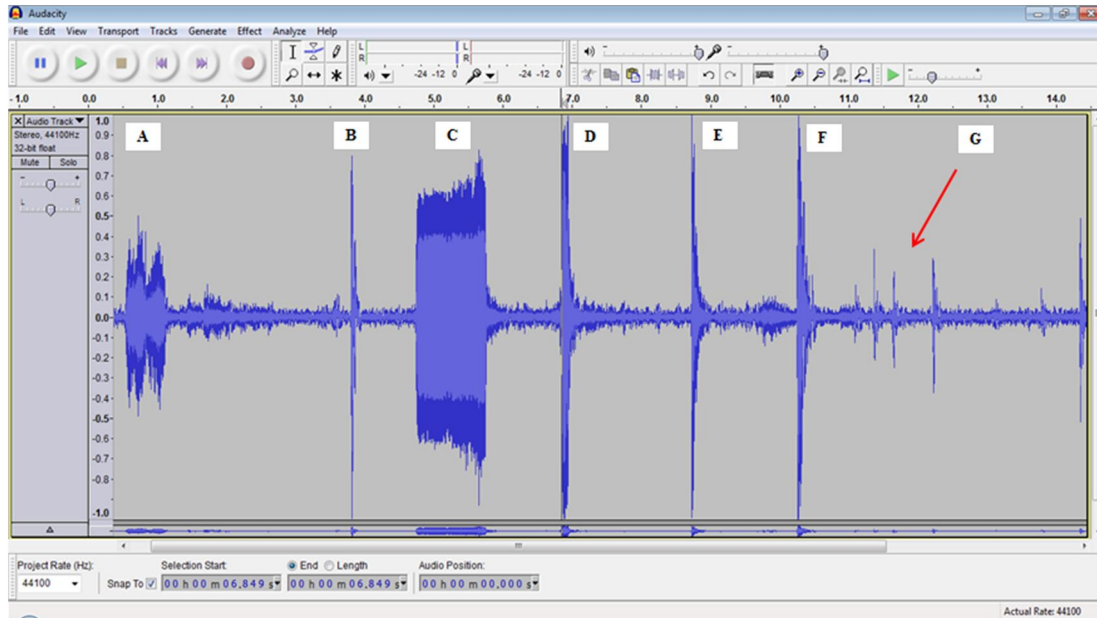 Audacity
File Edit View Transport Tracks Generate Effect Analyze Help
L
R
-24 -12 0
L
R
-24 -12 0
- 1.0 0.0 1.0 2.0 3.0 4.0 5.0 6.0 7.0 8.0 9.0 10.0 11.0 12.0 13.0 14.0
X Audio Track
Stereo, 44100Hz
32-bit float
Mute Solo
- +
L R
1.0
0.9
0.8
0.7
0.6
0.5
0.4
0.3
0.2
0.1
0.0
-0.1
-0.2
-0.3
-0.4
-0.5
-0.6
-0.7
-0.8
-1.0
A B C D E F G
Project Rate (Hz): Selection Start: End Length Audio Position:
44100 Snap To 00 h 00 m 06.849 s 00 h 00 m 06.849 s 00 h 00 m 00.000 s
Actual Rate: 44100